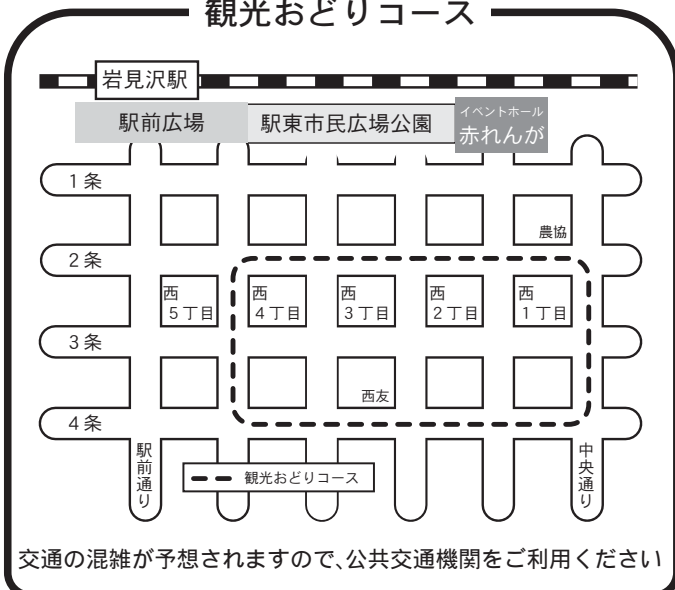 観光おどりコース
岩見沢駅
駅前広場
駅東市民広場公園
イベントホール
赤れんが
1条
農協
2条
西
5丁目
西
4丁目
西
3丁目
西
2丁目
西
1丁目
3条
西友
4条
駅前通り
観光おどりコース
中央通り
交通の混雑が予想されますので、公共交通機関をご利用ください